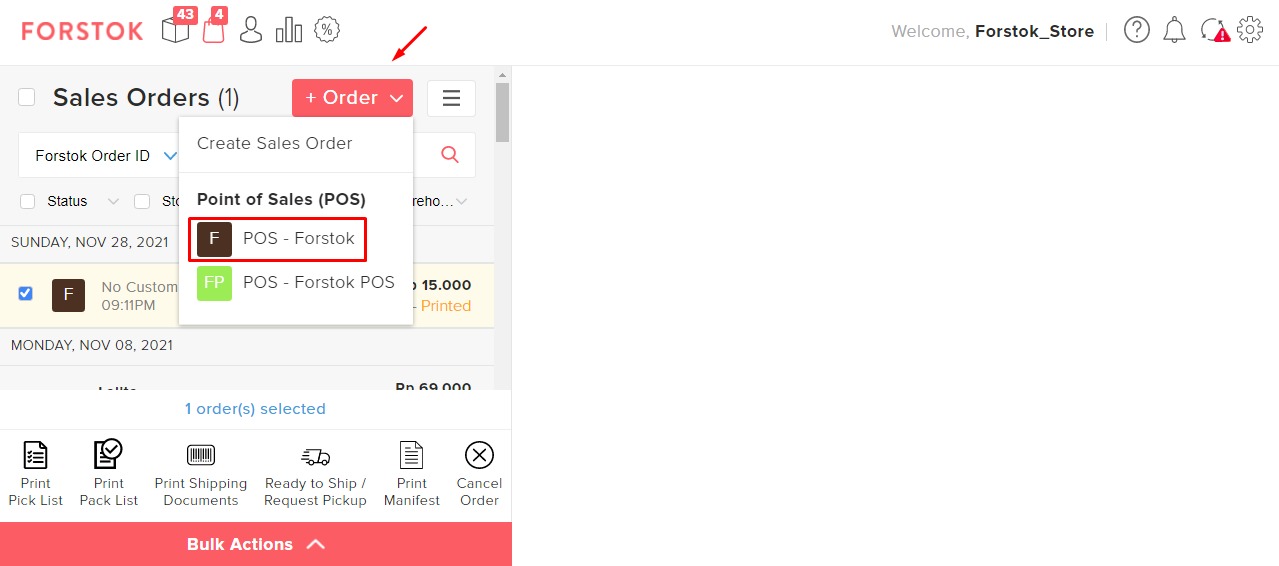 FORSTOK
43
4
%
Welcome, Forstok_Store
?
Sales Orders (1)
+ Order
Create Sales Order
Forstok Order ID
Point of Sales (POS)
Status
Sto
reho...
F POS - Forstok
SUNDAY, NOV 28, 2021
FP POS - Forstok POS
F
No Custom
15.000
09:11PM
- Printed
MONDAY, NOV 08, 2021
Lolita
Rp 69.000
1 order(s) selected
Print Pick List
Print Pack List
Print Shipping Documents
Ready to Ship / Request Pickup
Print Manifest
Cancel Order
Bulk Actions